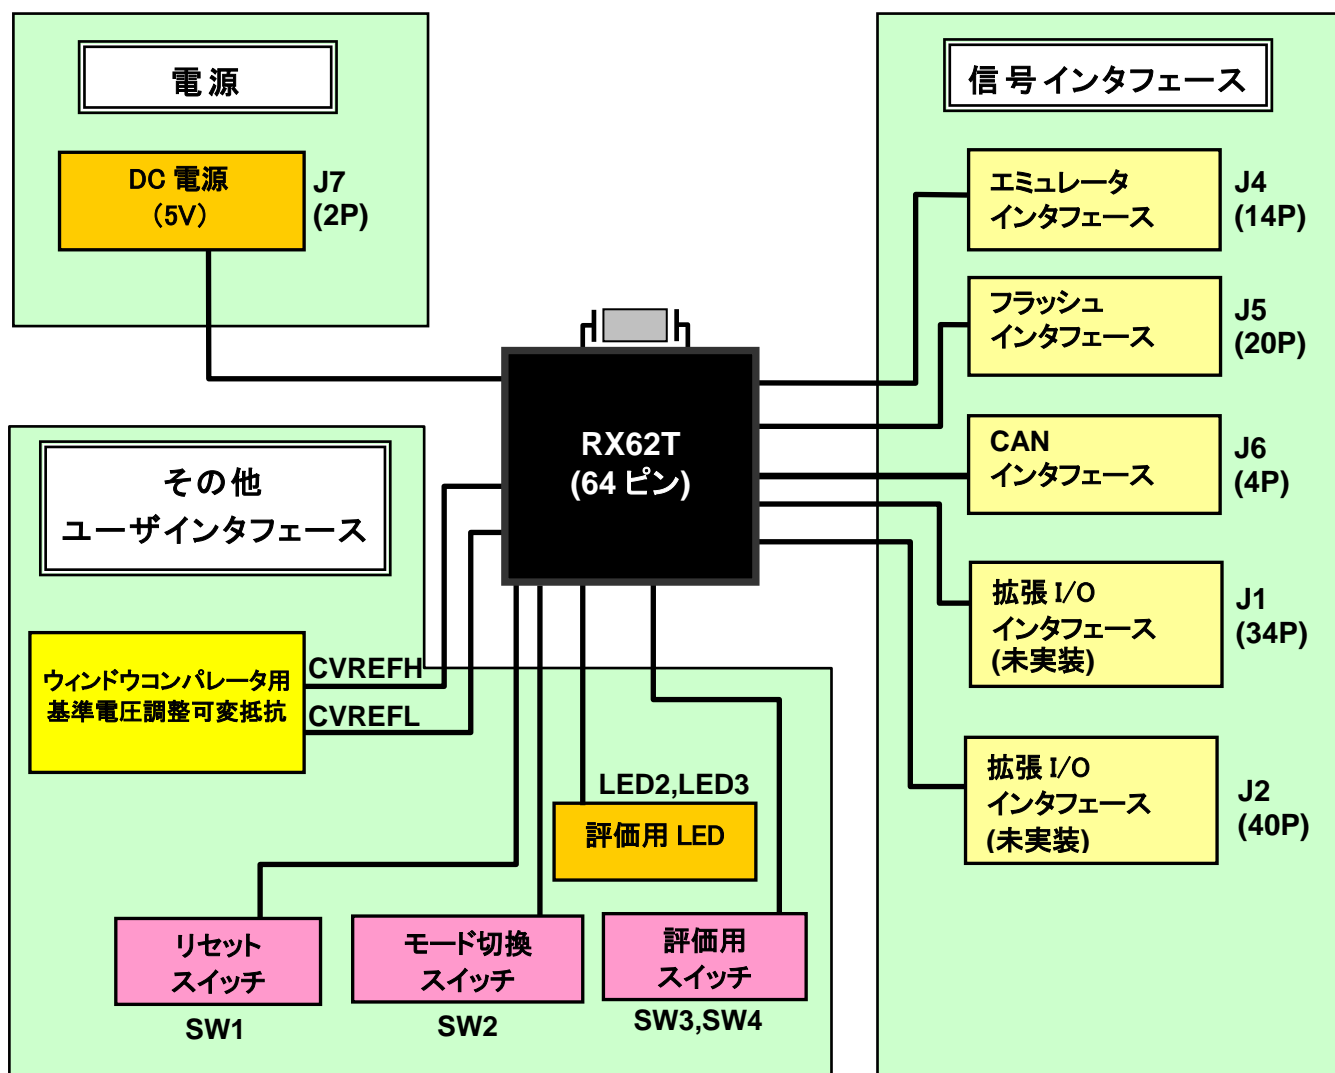 電源
DC 電源
(5V)
J7
(2P)
信号インタフェース
エミュレータ
インタフェース
J4
(14P)
フラッシュ
インタフェース
J5
(20P)
CAN
インタフェース
J6
(4P)
拡張 I/O
インタフェース
(未実装)
J1
(34P)
拡張 I/O
インタフェース
(未実装)
J2
(40P)
RX62T
(64 ピン)
その他
ユーザインタフェース
ウィンドウコンパレータ用
基準電圧調整可変抵抗
CVREFH
CVREFL
LED2,LED3
評価用 LED
リセット
スイッチ
SW1
モード切換
スイッチ
SW2
評価用
スイッチ
SW3,SW4